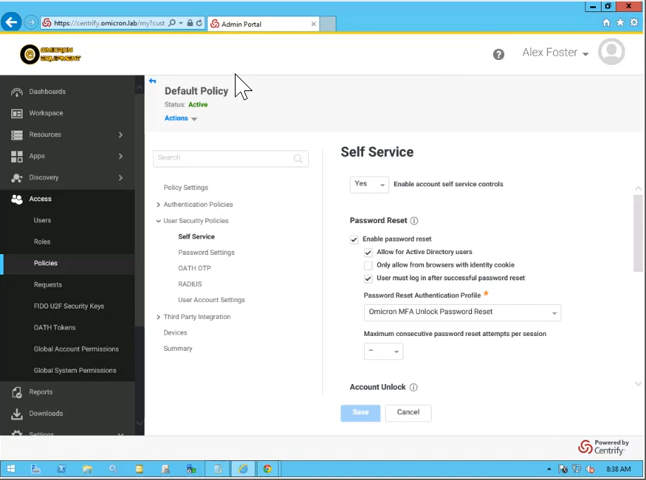 https://centrify.omicron.lab/my?cust
Admin Portal
OMICRON
EQUIPMENT
Alex Foster
Dashboards
Workspace
Resources
Apps
Discovery
Access
Users
Roles
Policies
Requests
FIDO U2F Security Keys
OATH Tokens
Global Account Permissions
Global System Permissions
Reports
Downloads
Settings
Default Policy
Status: Active
Actions
Search
Policy Settings
Authentication Policies
User Security Policies
Self Service
Password Settings
OATH OTP
RADIUS
User Account Settings
Third Party Integration
Devices
Summary
Self Service
Yes
Enable account self service controls
Password Reset
Enable password reset
Allow for Active Directory users
Only allow from browsers with identity cookie
User must log in after successful password reset
Password Reset Authentication Profile *
Omicron MFA Unlock Password Reset
Maximum consecutive password reset attempts per session
--
Account Unlock
Save
Cancel
Powered by
Centrify
8:38 AM